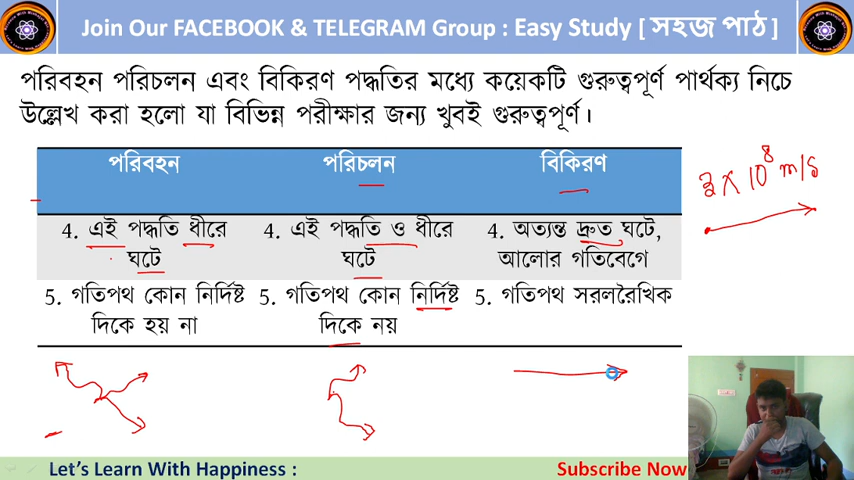 Join Our FACEBOOK & TELEGRAM Group : Easy Study [ সহজ পাঠ ]
পরিবহন পরিচলন এবং বিকিরণ পদ্ধতির মধ্যে কয়েকটি গুরুত্বপূর্ণ পার্থক্য নিচে
উল্লেখ করা হলো যা বিভিন্ন পরীক্ষার জন্য খুবই গুরুত্বপূর্ণ।
পরিবহন পরিচলন বিকিরণ
3 x 10⁸ m/s
4. এই পদ্ধতি ধীরে
ঘটে
4. এই পদ্ধতি ও ধীরে
ঘটে
4. অত্যন্ত দ্রুত ঘটে,
আলোর গতিবেগে
5. গতিপথ কোন নির্দিষ্ট
দিকে হয় না
5. গতিপথ কোন নির্দিষ্ট
দিকে নয়
5. গতিপথ সরলরৈখিক
Let's Learn With Happiness :
Subscribe Now